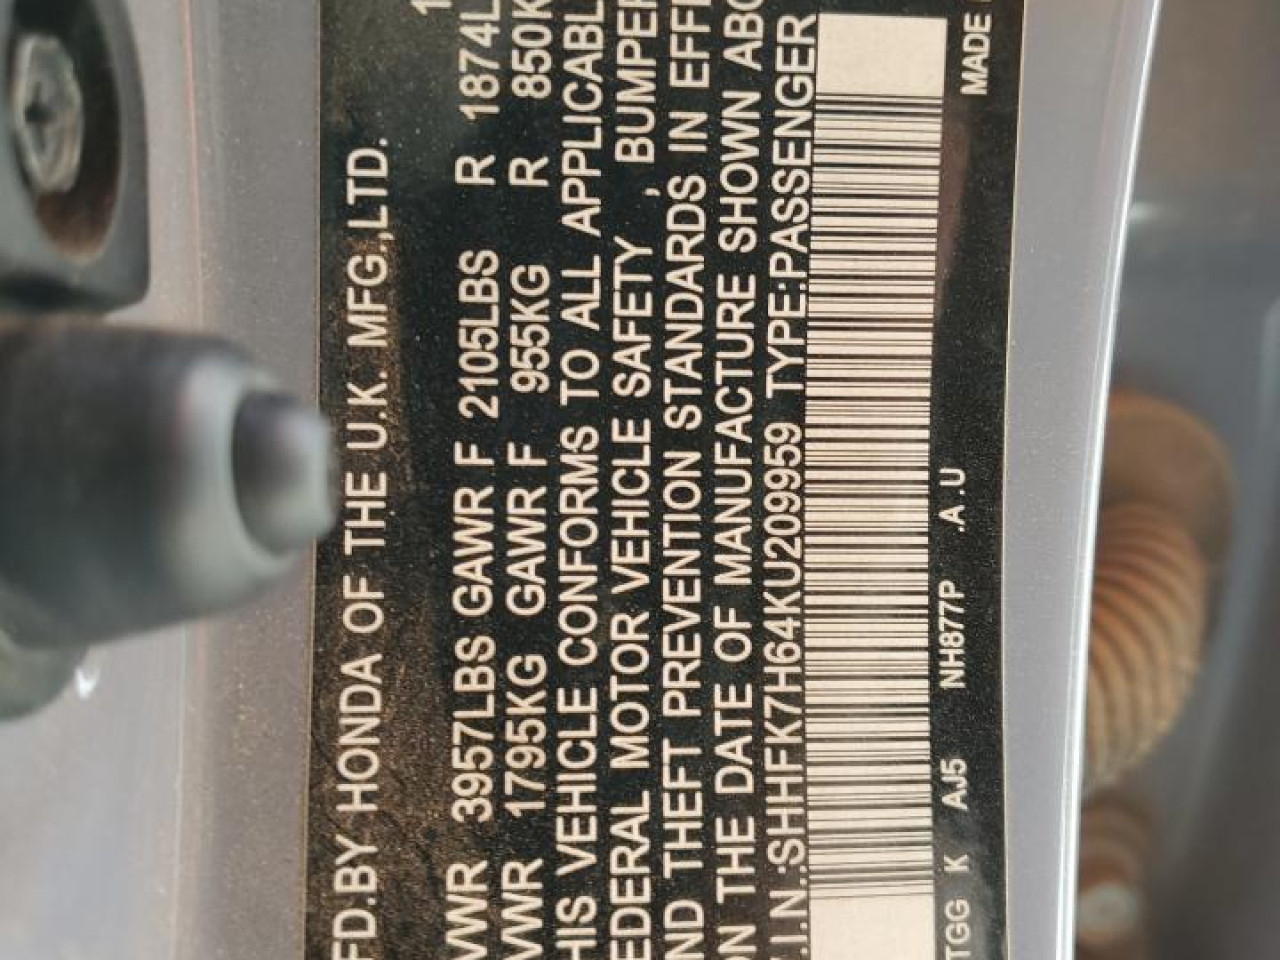 FD.BY HONDA OF THE U.K. MFG.,LTD.
VWR 3957LBS GAWR F 2105LBS R 1874L
VWR 1795KG GAWR F 955KG R 850K
HIS VEHICLE CONFORMS TO ALL APPLICABL
EDERAL MOTOR VEHICLE SAFETY , BUMPER
ND THEFT PREVENTION STANDARDS IN EFF
ON THE DATE OF MANUFACTURE SHOWN ABO
.I.N.:SHHFK7H64KU209959 TYPE:PASSENGER
TGG K AJ5 NH877P .A.U MADE